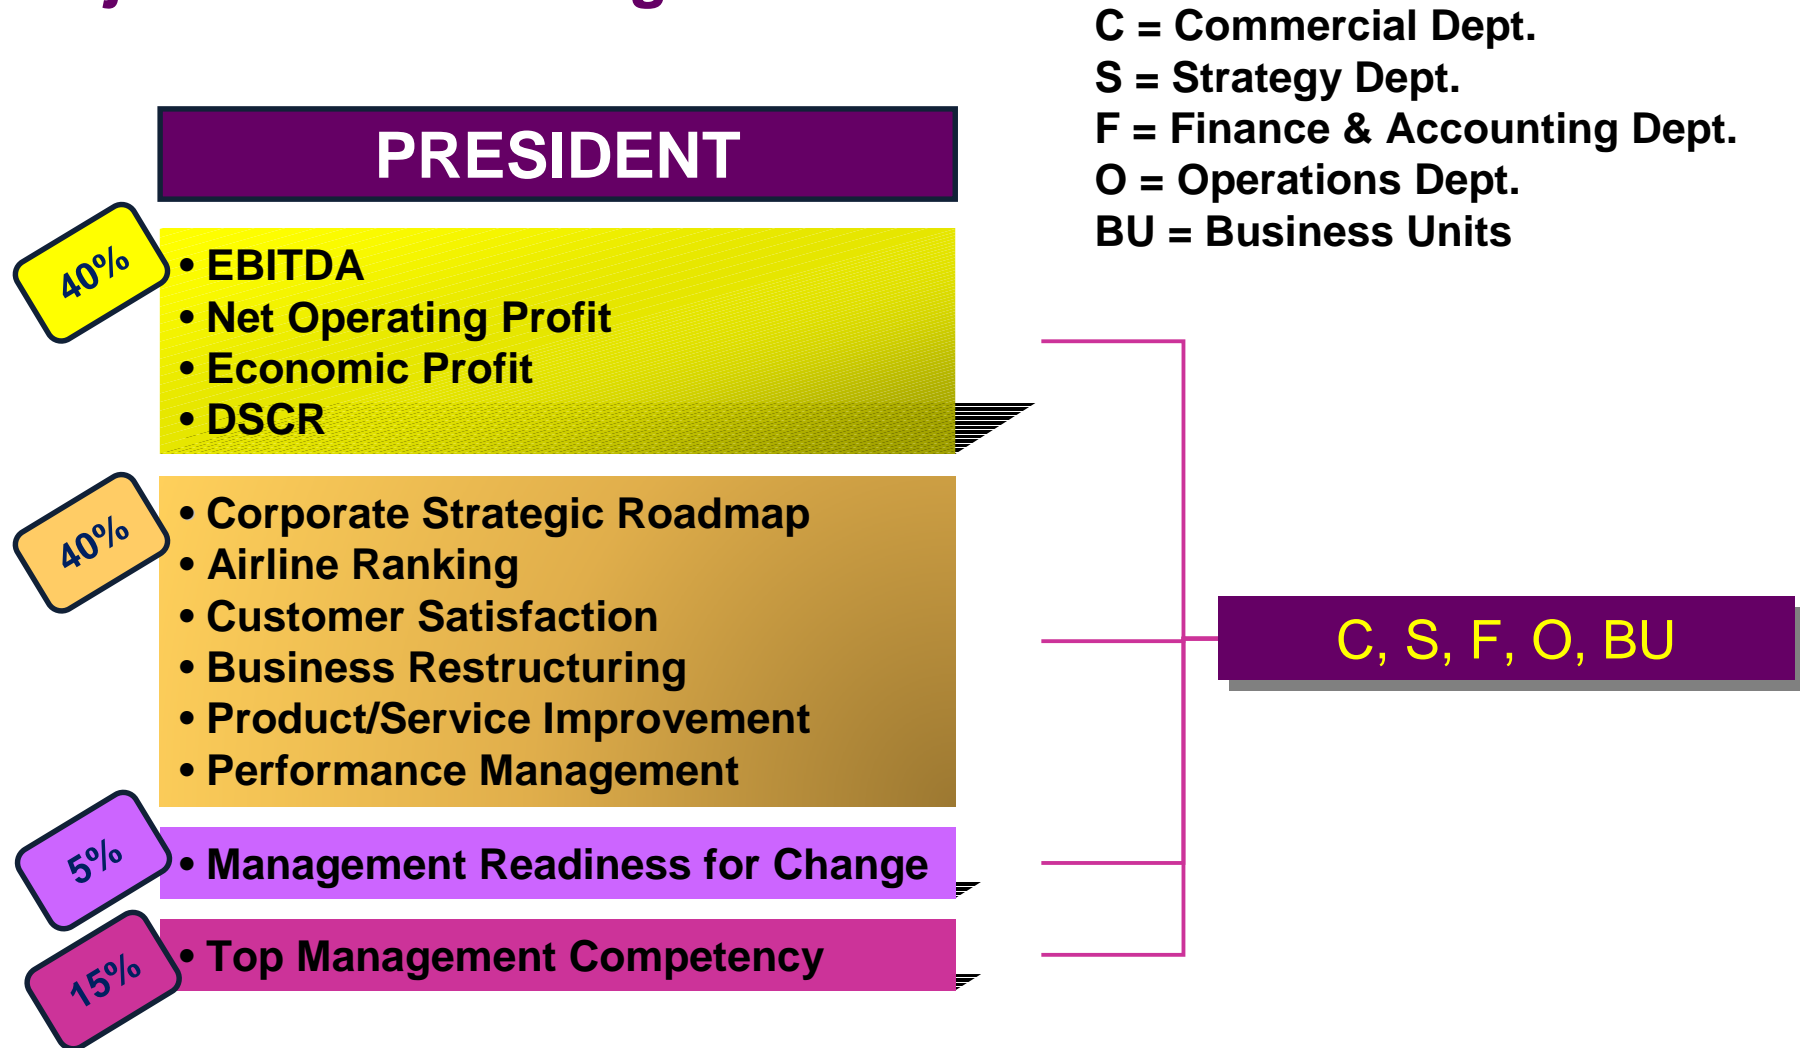 C = Commercial Dept.
S = Strategy Dept.
F = Finance & Accounting Dept.
O = Operations Dept.
BU = Business Units
PRESIDENT
40%
• EBITDA
• Net Operating Profit
• Economic Profit
• DSCR
40%
• Corporate Strategic Roadmap
• Airline Ranking
• Customer Satisfaction
• Business Restructuring
• Product/Service Improvement
• Performance Management
C, S, F, O, BU
5%
• Management Readiness for Change
15%
• Top Management Competency